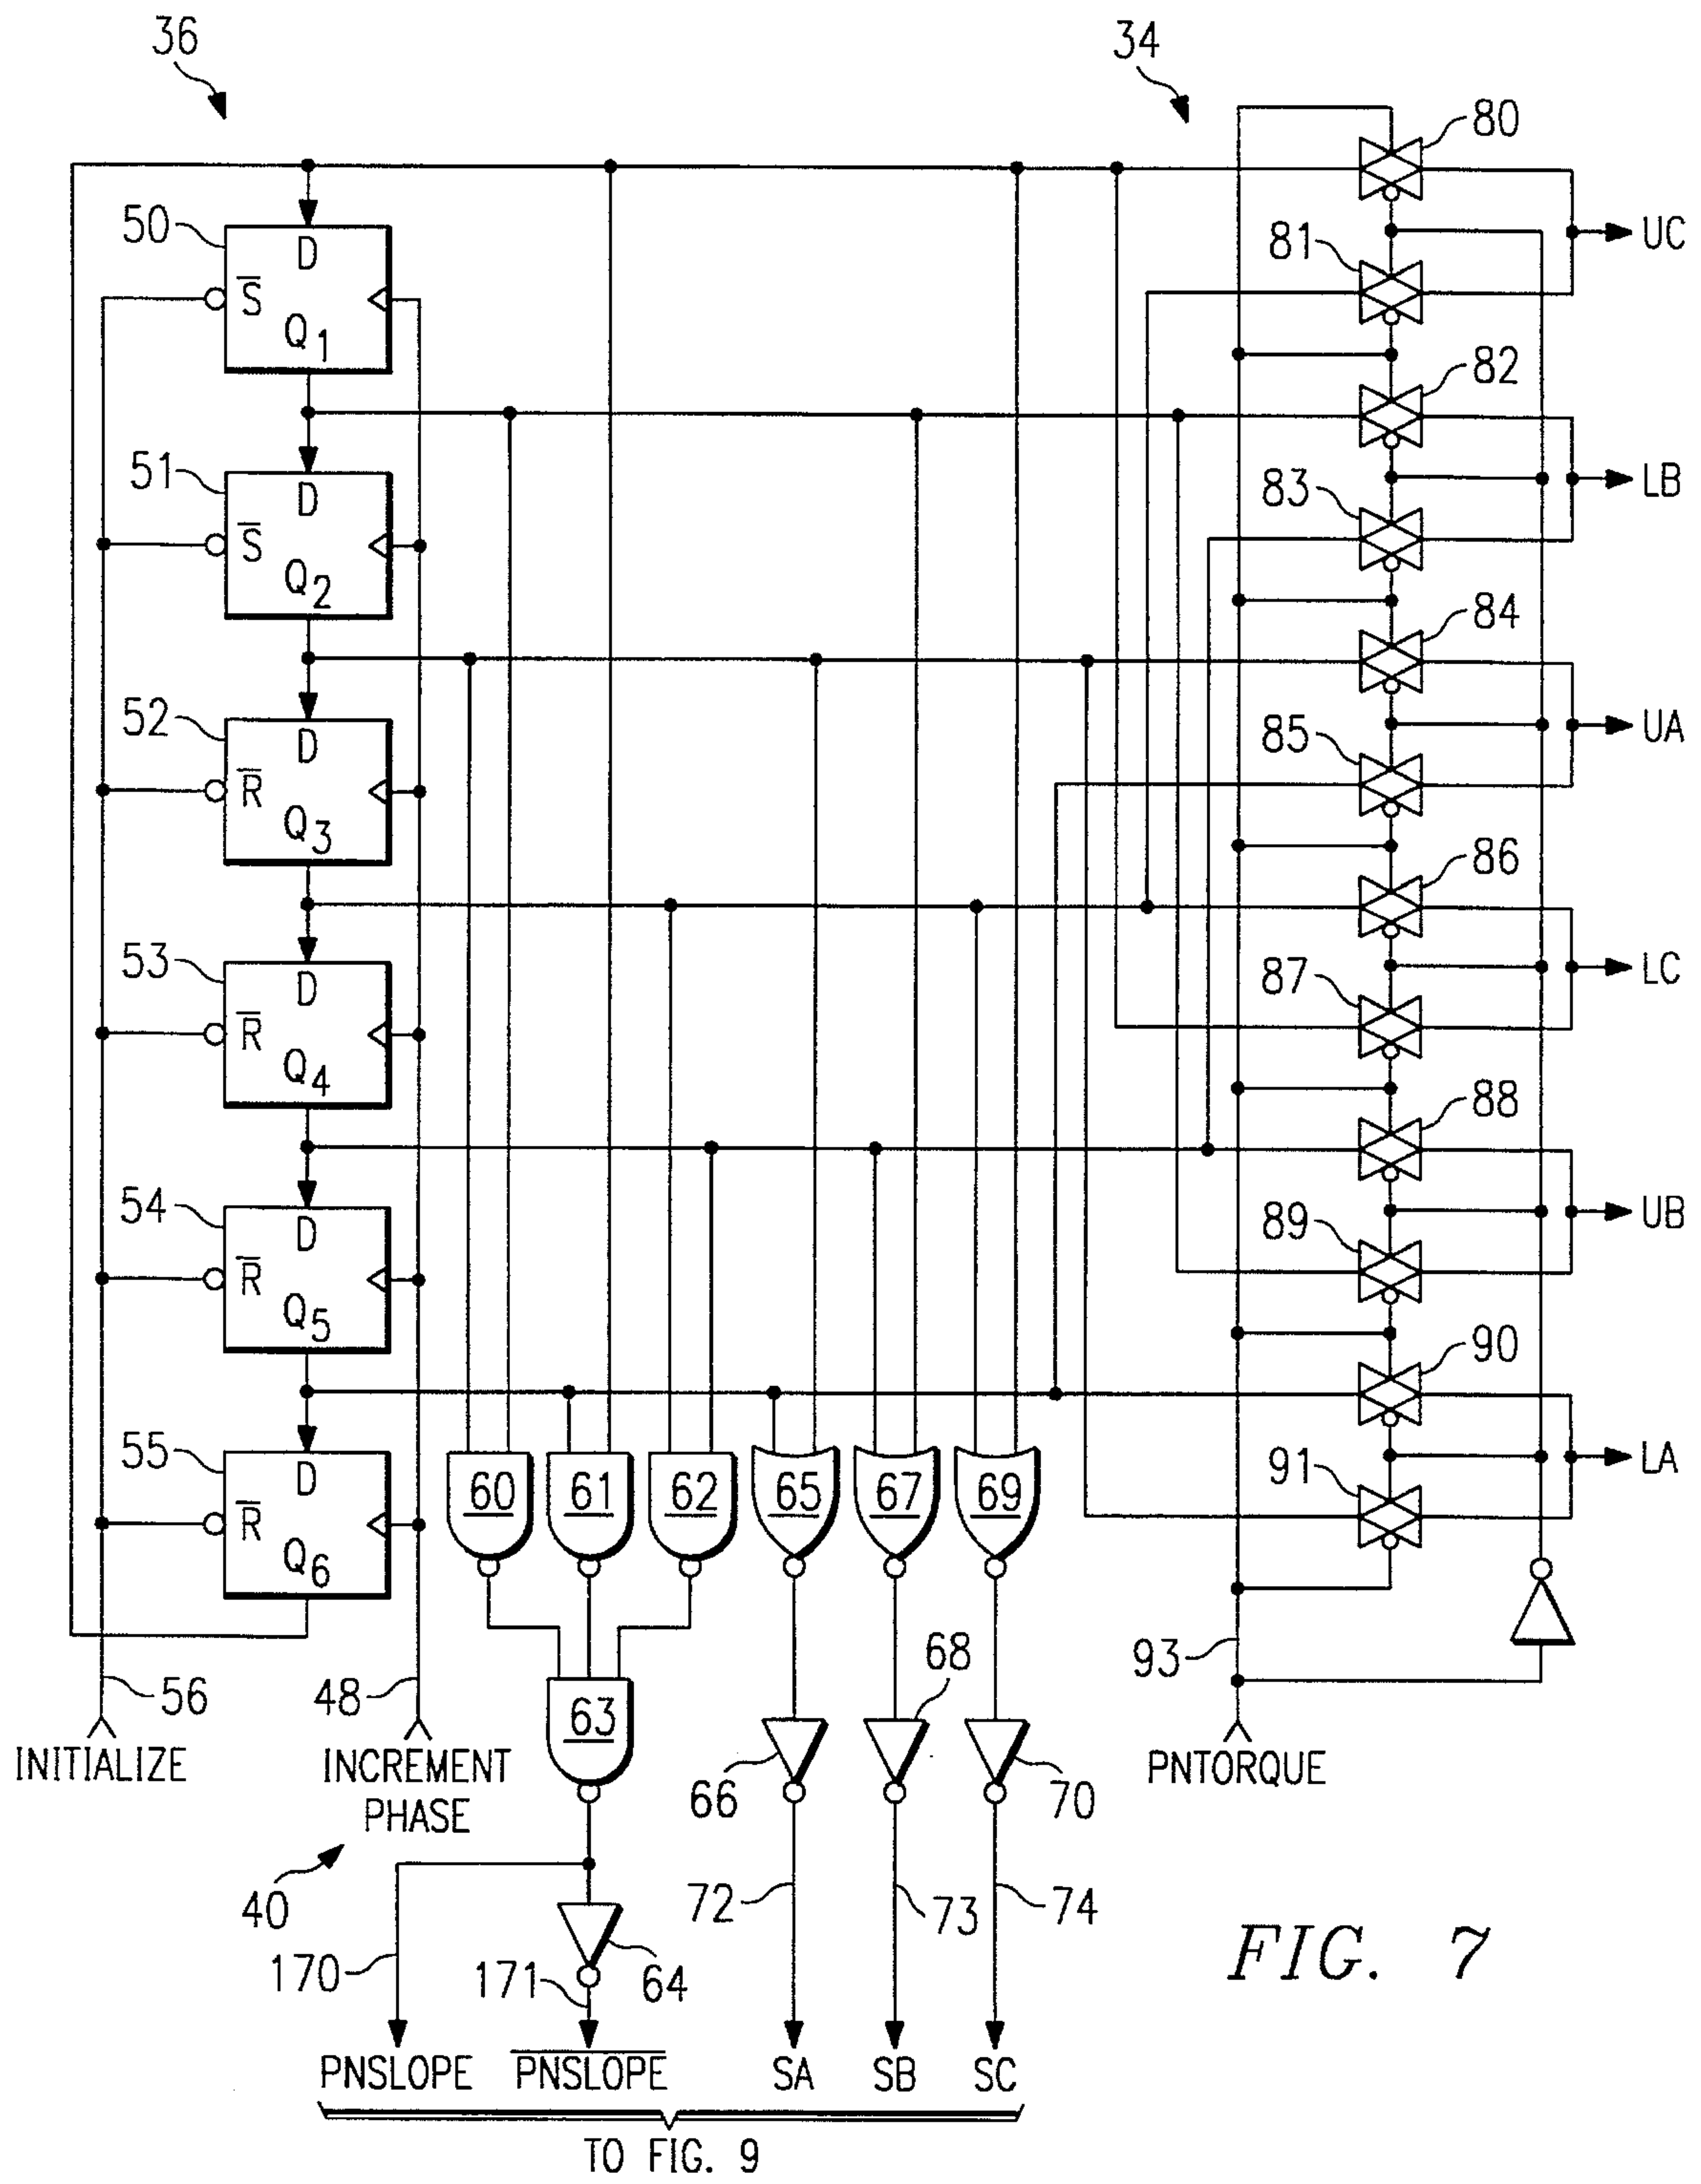 36
34
80
50
D
S̅
Q1
81
UC
82
51
D
S̅
Q2
83
LB
84
52
D
R̅
Q3
85
UA
86
53
D
R̅
Q4
87
LC
88
54
D
R̅
Q5
89
UB
90
55
D
R̅
Q6
60
61
62
65
67
69
91
LA
56
48
63
68
93
INITIALIZE
INCREMENT
PHASE
66
70
PNTORQUE
40
72
73
74
170
171
64
FIG. 7
PNSLOPE
P̅N̅S̅L̅O̅P̅E̅
SA
SB
SC
TO FIG. 9